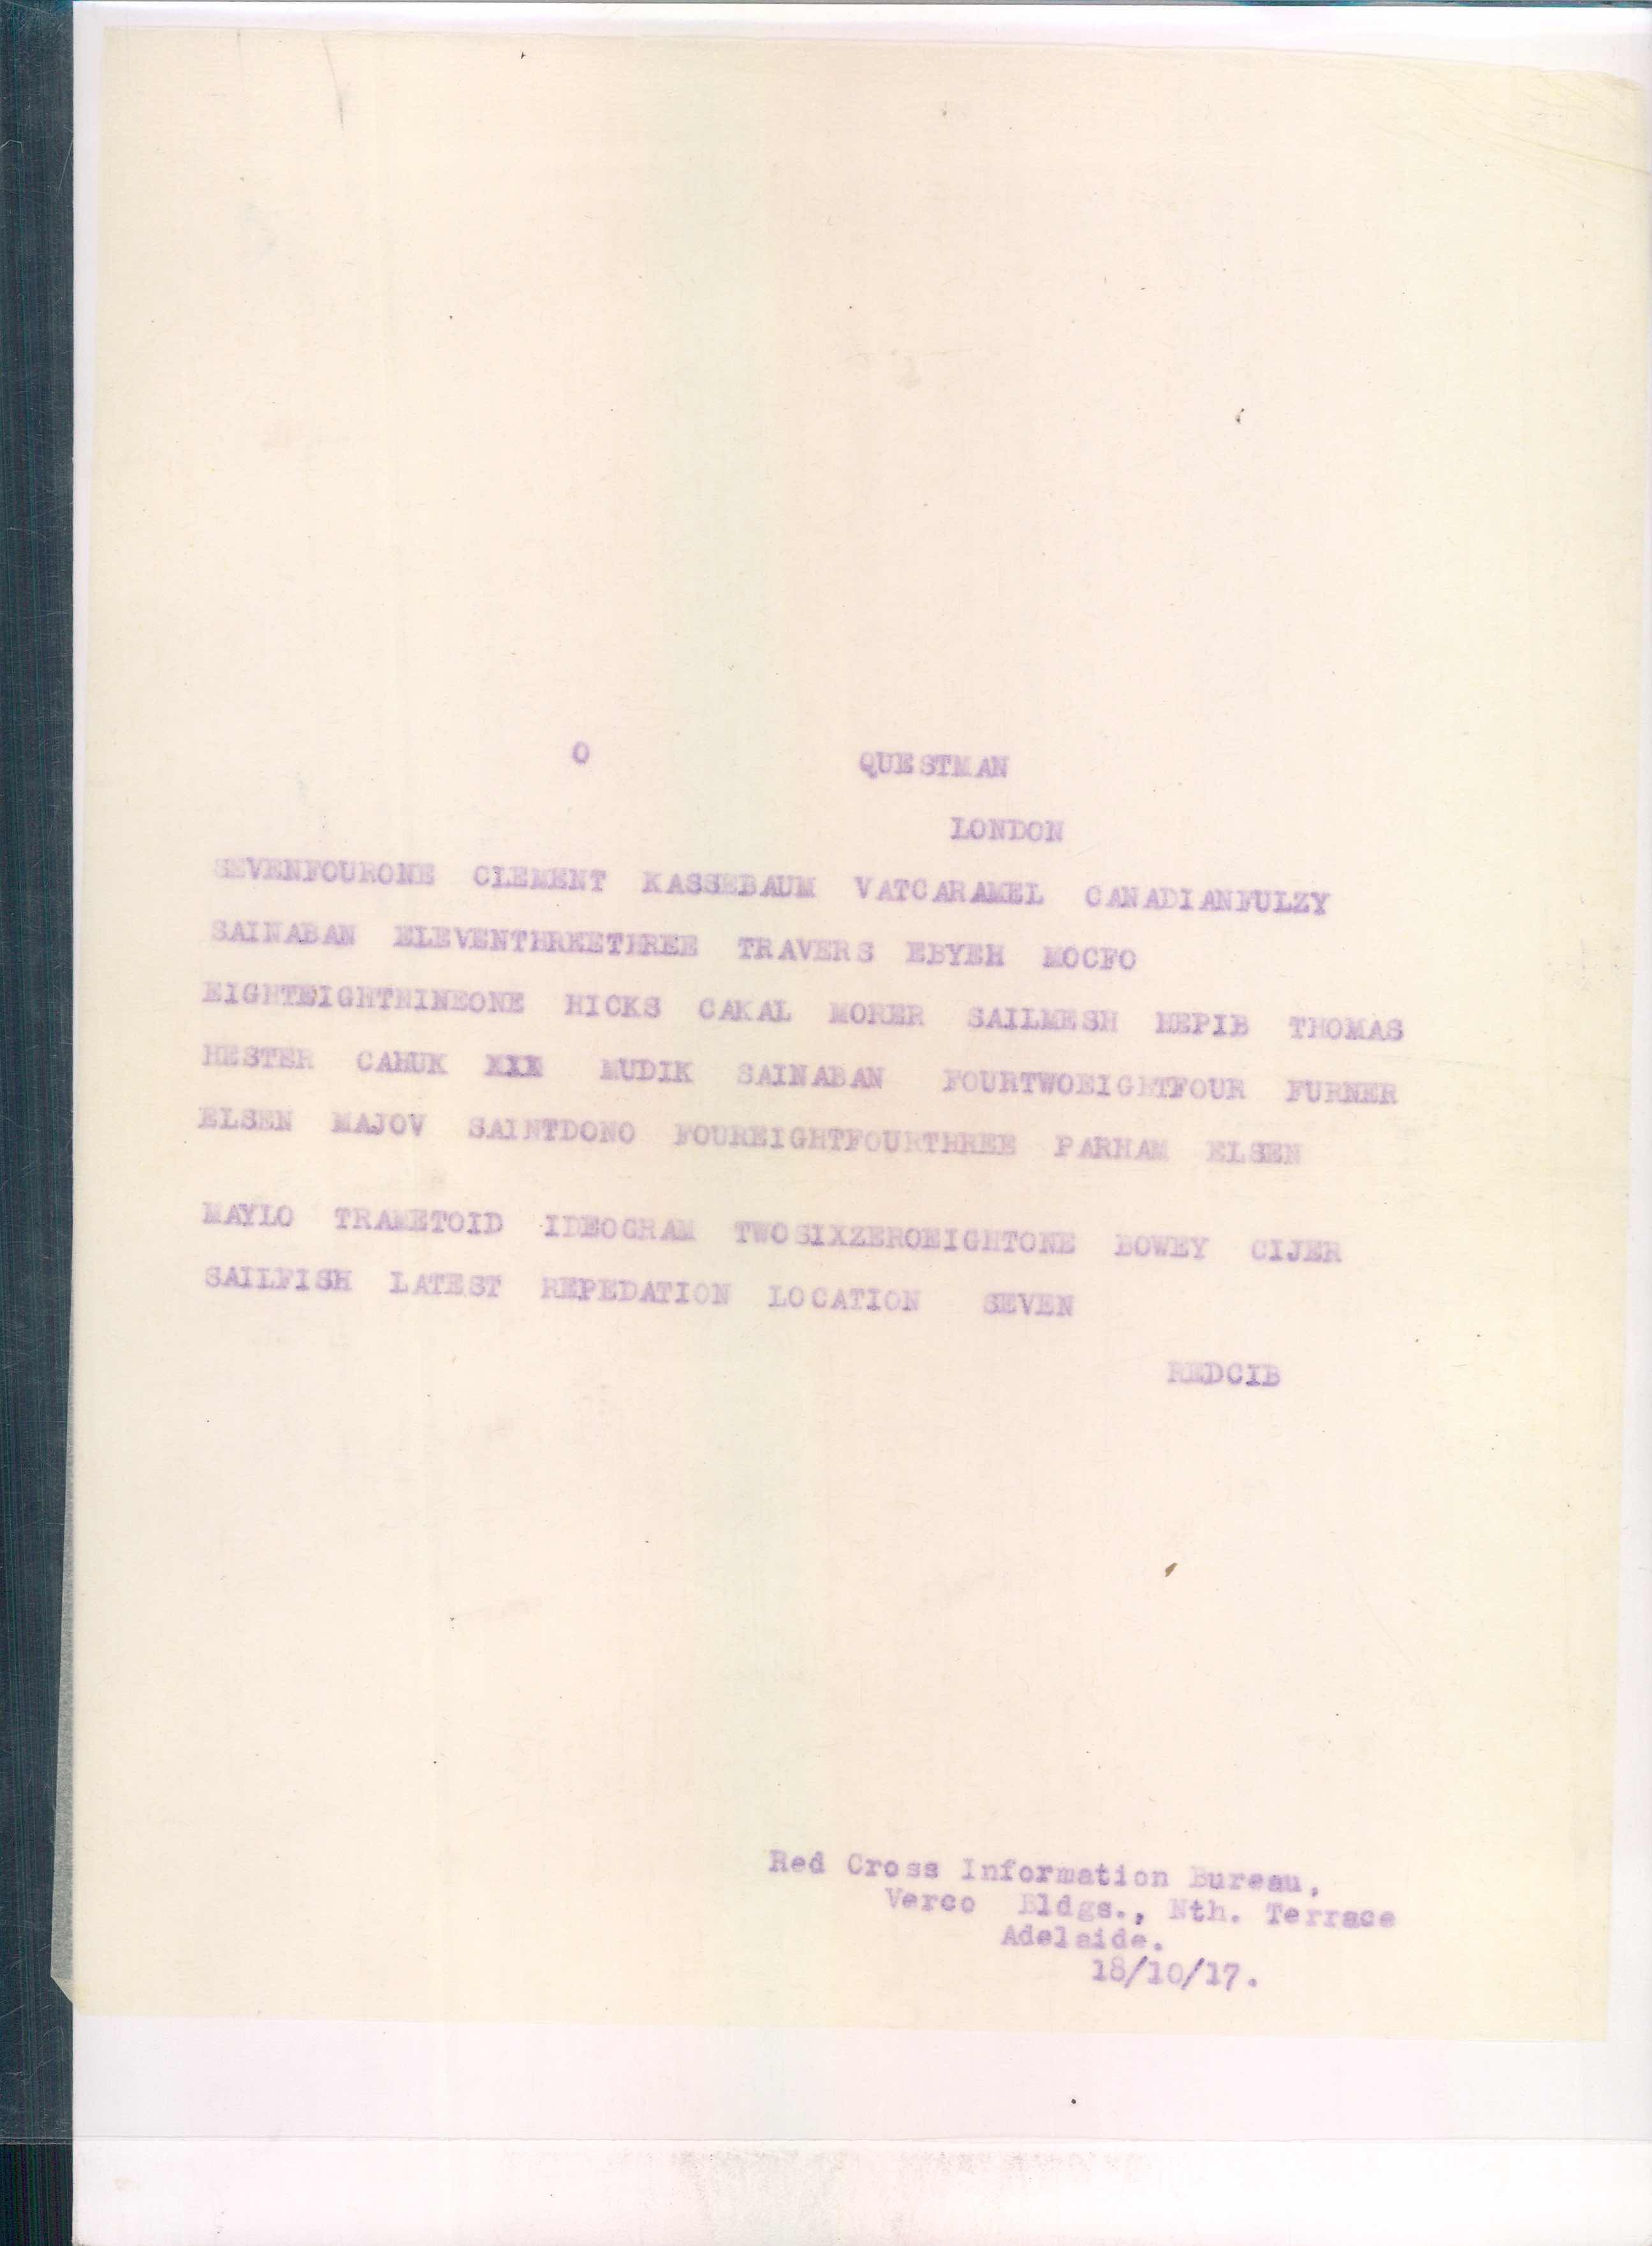 O QUESTMAN
LONDON
SEVENFOURONE CLEMENT KASSEBAUM VATCARAMEL CANADIANFULZY
SAINABAN ELEVENTHREETHREE TRAVERS EBYEH MOCFO
EIGHTEIGHTNINEONE HICKS CAKAL MORER SAILMESH HEPIB THOMAS
HESTER CAHUK XXX MUDIK SAINABAN FOURTWOEIGHTFOUR FURNER
ELSEN MAJOV SAINTDONO FOUREIGHTFOURTHREE PARHAM ELSEN
MAYLO TRAMETOID IDEOGRAM TWOSIXZEROEIGHTONE BOWEY CIJER
SAILFISH LATEST REPEDATION LOCATION SEVEN
REDCIB
Red Cross Information Bureau,
Verco Bldgs., Nth. Terrace
Adelaide.
18/10/17.